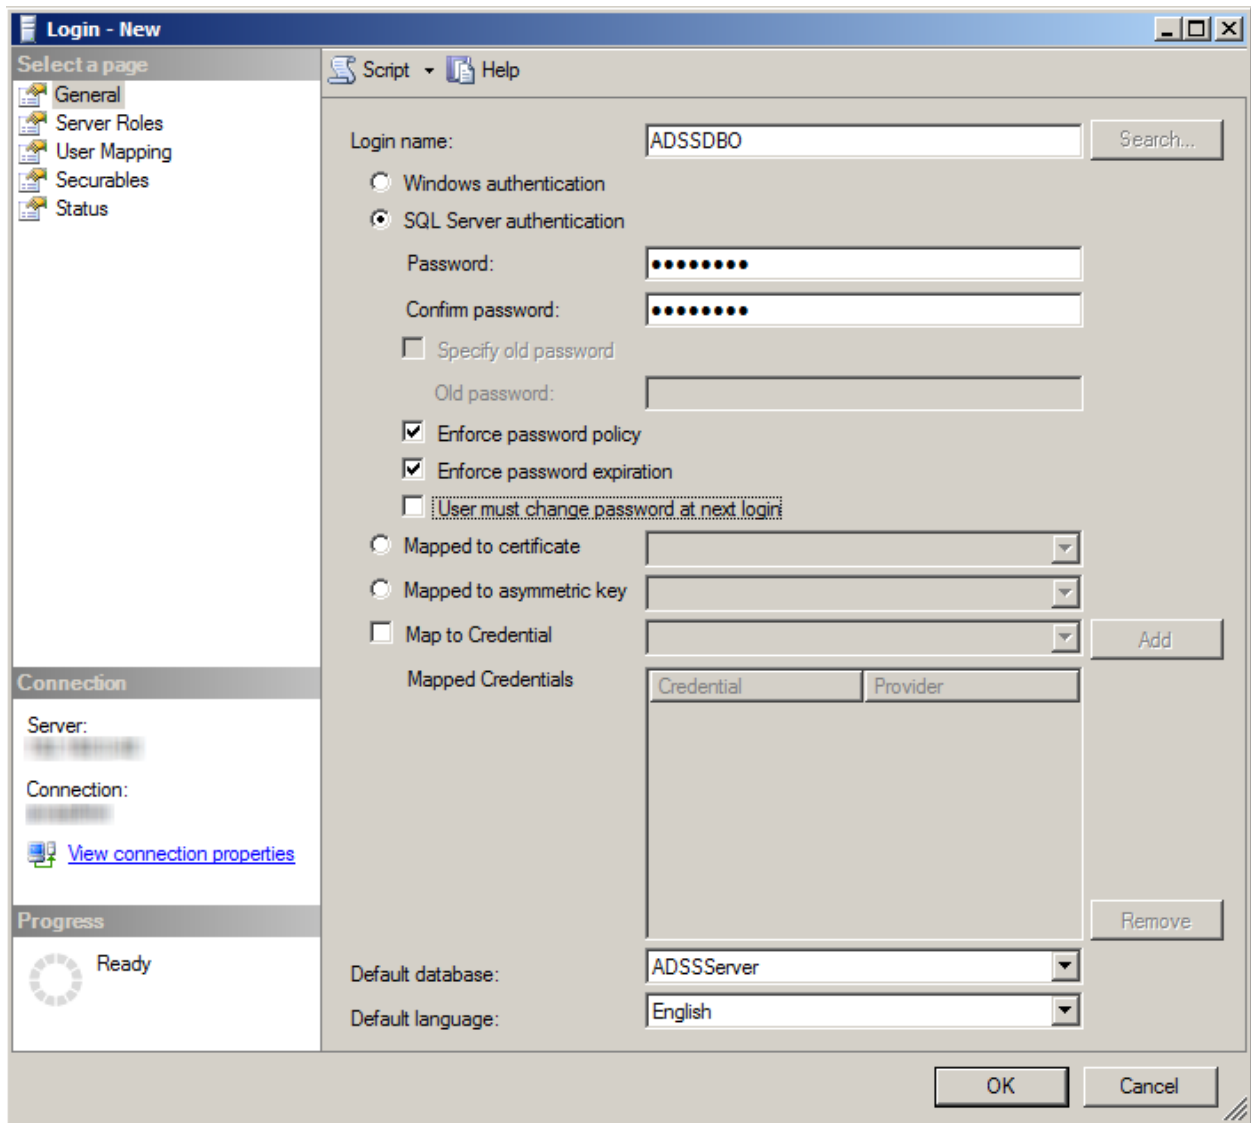 Login - New
Select a page
General
Server Roles
User Mapping
Securables
Status
Connection
Server:
Connection:
View connection properties
Progress
Ready
Script Help
Login name: ADSSDBO Search...
Windows authentication
SQL Server authentication
Password: ●●●●●●●●
Confirm password: ●●●●●●●●
Specify old password
Old password:
Enforce password policy
Enforce password expiration
User must change password at next login
Mapped to certificate
Mapped to asymmetric key
Map to Credential Add
Mapped Credentials Credential Provider
Remove
Default database: ADSSServer
Default language: English
OK Cancel